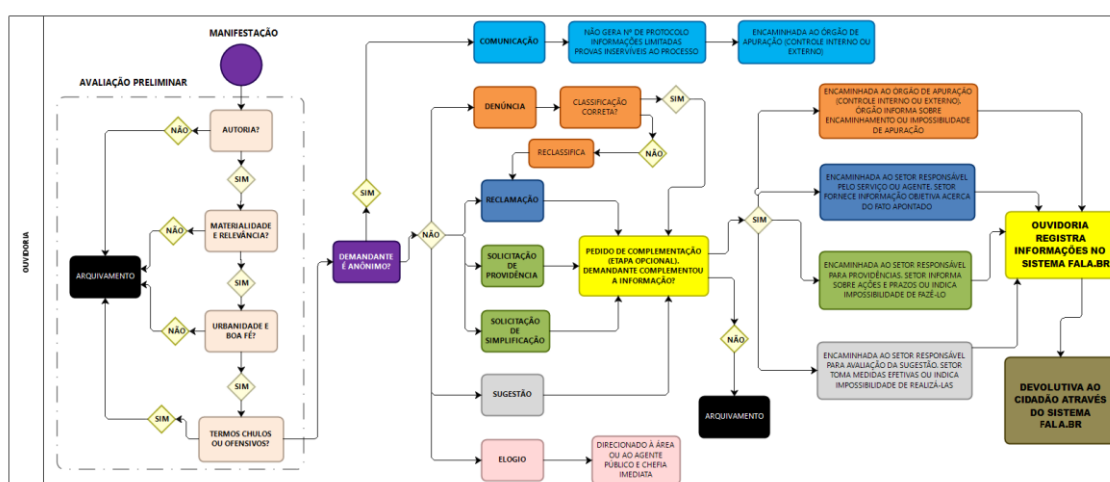 OUVIDORIA
MANIFESTAÇÃO
AVALIAÇÃO PRELIMINAR
AUTORIA?
NÃO
SIM
MATERIALIDADE
E RELEVÂNCIA?
NÃO
ARQUIVAMENTO
SIM
URBANIDADE E
BOA FÉ?
NÃO
SIM
TERMOS CHULOS
OU OFENSIVOS?
SIM
DEMANDANTE
É ANÔNIMO?
SIM
NÃO
COMUNICAÇÃO
NÃO GERA Nº DE PROTOCOLO
INFORMAÇÕES LIMITADAS
PROVAS INSERVÍVEIS AO PROCESSO
ENCAMINHADA AO ÓRGÃO DE
APURAÇÃO (CONTROLE INTERNO OU
EXTERNO)
DENÚNCIA
CLASSIFICAÇÃO
CORRETA?
SIM
NÃO
RECLASSIFICA
RECLAMAÇÃO
SOLICITAÇÃO
DE
PROVIDÊNCIA
SOLICITAÇÃO
DE
SIMPLIFICAÇÃO
SUGESTÃO
ELOGIO
DIRECIONADO À ÁREA
OU AO AGENTE
PÚBLICO E CHEFIA
IMEDIATA
PEDIDO DE COMPLEMENTAÇÃO
(ETAPA OPCIONAL).
DEMANDANTE COMPLEMENTOU
A INFORMAÇÃO?
SIM
NÃO
ARQUIVAMENTO
ENCAMINHADA AO ÓRGÃO DE APURAÇÃO
(CONTROLE INTERNO OU EXTERNO),
ÓRGÃO INFORMA SOBRE
ENCAMINHAMENTO OU IMPOSSIBILIDADE
DE APURAÇÃO
ENCAMINHADA AO SETOR RESPONSÁVEL
PELO SERVIÇO OU AGENTE. SETOR
FORNECE INFORMAÇÃO OBJETIVA ACERCA
DO FATO APONTADO
ENCAMINHADA AO SETOR RESPONSÁVEL
PARA PROVIDÊNCIAS. SETOR INFORMA
SOBRE AÇÕES E PRAZOS OU INDICA
IMPOSSIBILIDADE DE FAZÊ-LO
ENCAMINHADA AO SETOR RESPONSÁVEL
PARA AVALIAÇÃO DA SUGESTÃO. SETOR
TOMA MEDIDAS EFETIVAS OU INDICA
IMPOSSIBILIDADE DE REALIZÁ-LAS
OUVIDORIA
REGISTRA
INFORMAÇÕES NO
SISTEMA FALA.BR
DEVOLUTIVA AO
CIDADÃO ATRAVÉS
DO SISTEMA
FALA.BR